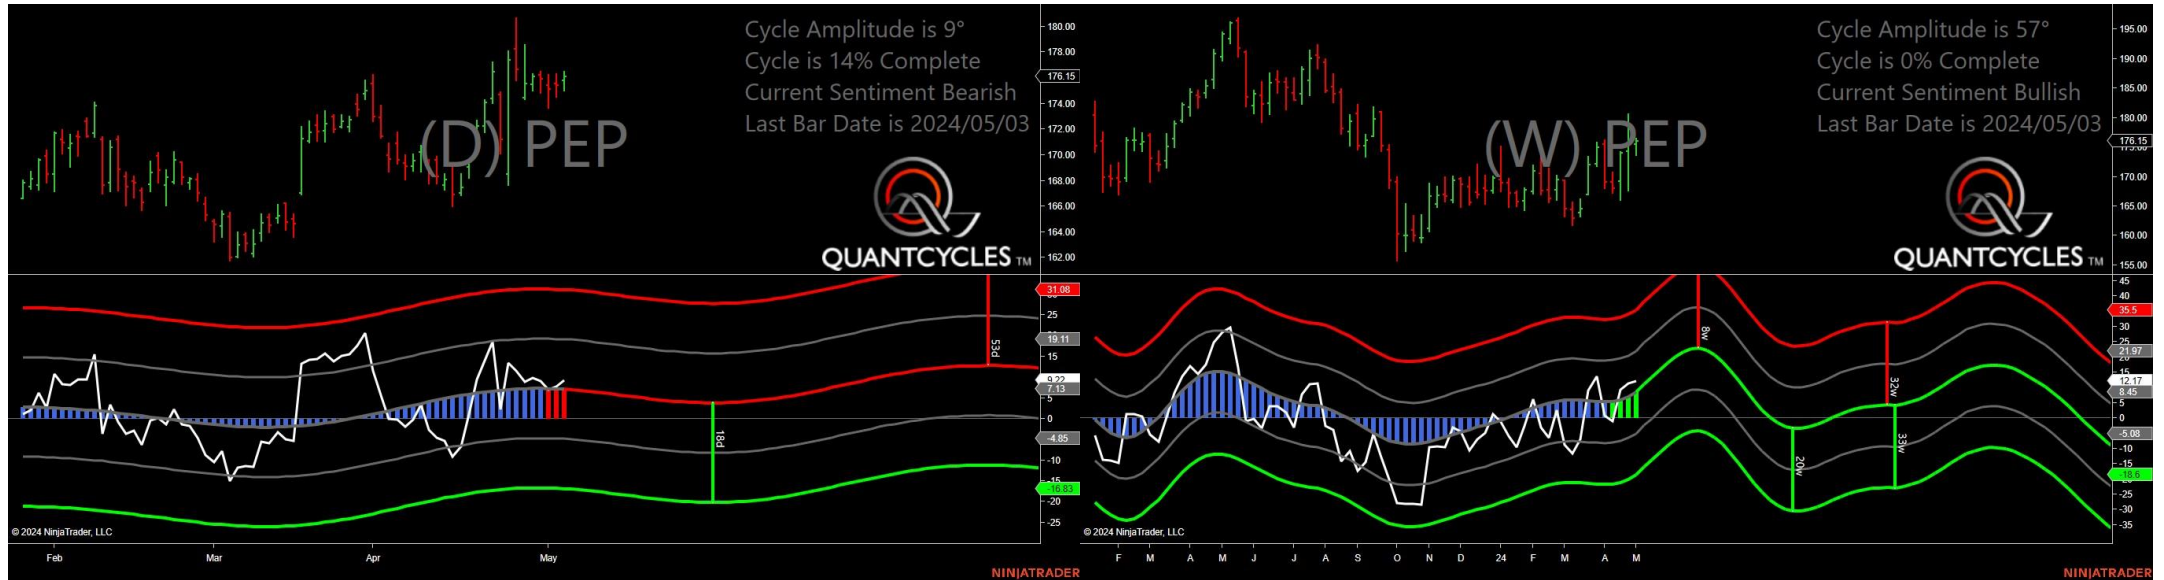 Cycle Amplitude is 9°
Cycle is 14% Complete
Current Sentiment Bearish
Last Bar Date is 2024/05/03
(D) PEP
QUANTCYCLES TM
180.00
178.00
176.15
174.00
172.00
170.00
168.00
166.00
164.00
162.00
31.08
25
19.11
15
9.22
7.13
5
0
-4.85
-10
-15
-16.83
-20
-25
53d
18d
© 2024 NinjaTrader, LLC
Feb Mar Apr May
NINJATRADER
Cycle Amplitude is 57°
Cycle is 0% Complete
Current Sentiment Bullish
Last Bar Date is 2024/05/03
(W) PEP
QUANTCYCLES TM
195.00
190.00
185.00
180.00
176.15
170.00
165.00
160.00
155.00
45
40
35.5
30
25
21.97
15
12.17
8.45
5
0
-5.08
-10
-15
-18.6
-25
-30
-35
8w
20w
32w
33w
© 2024 NinjaTrader, LLC
F M A M J J A S O N D 24 F M A M
NINJATRADER